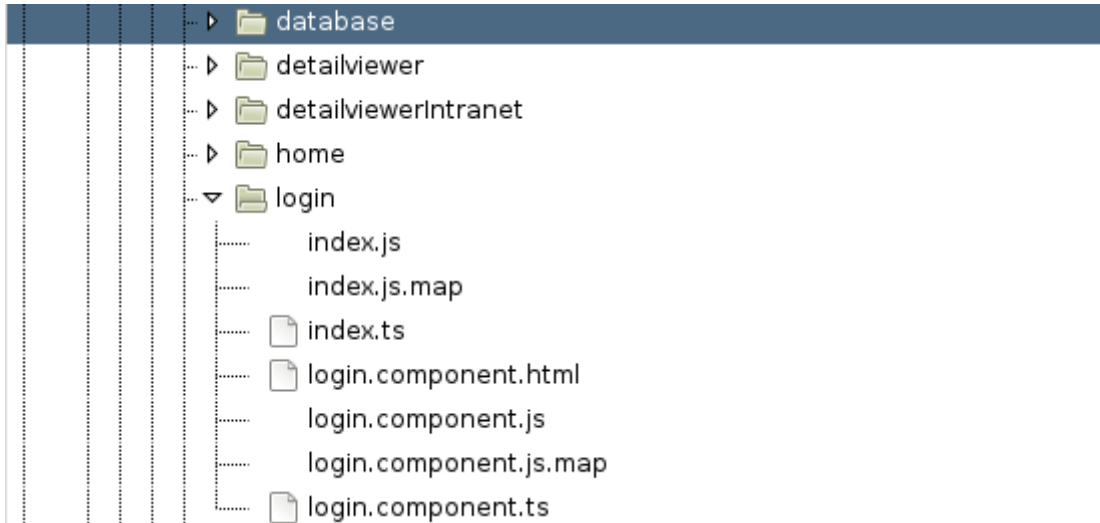 database
detailviewer
detailviewerIntranet
home
login
index.js
index.js.map
index.ts
login.component.html
login.component.js
login.component.js.map
login.component.ts